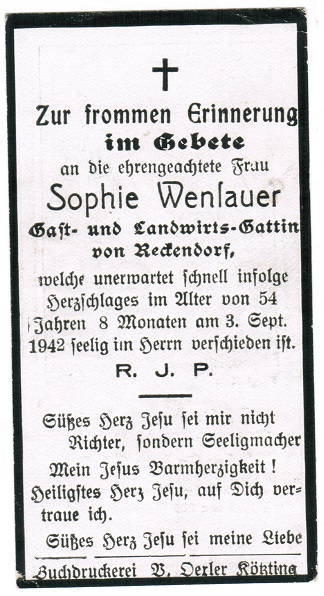 Zur frommen Erinnerung
im Gebete
an die ehrengeachtete Frau
Sophie Wenlauer
Gast- und Landwirts-Gattin
von Reckendorf,
welche unerwartet schnell infolge
Herzschlages im Alter von 54
Jahren 8 Monaten am 3. Sept.
1942 seelig im Herrn verschieden ist.
R. J. P.
Süßes Herz Jesu sei mir nicht
Richter, sondern Seeligmacher
Mein Jesus Barmherzigkeit!
Heiligstes Herz Jesu, auf Dich ver-
traue ich.
Süßes Herz Jesu sei meine Liebe
Buchdruckerei V. Oexler Kötzting